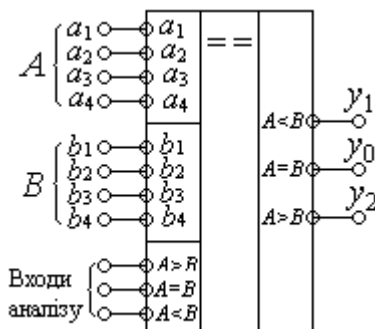 A
a1 a1
a2 a2
a3 a3
a4 a4
==
B
b1 b1
b2 b2
b3 b3
b4 b4
Входи
аналізу
A>B
A=B
A<B
A<B y1
A=B y0
A>B y2